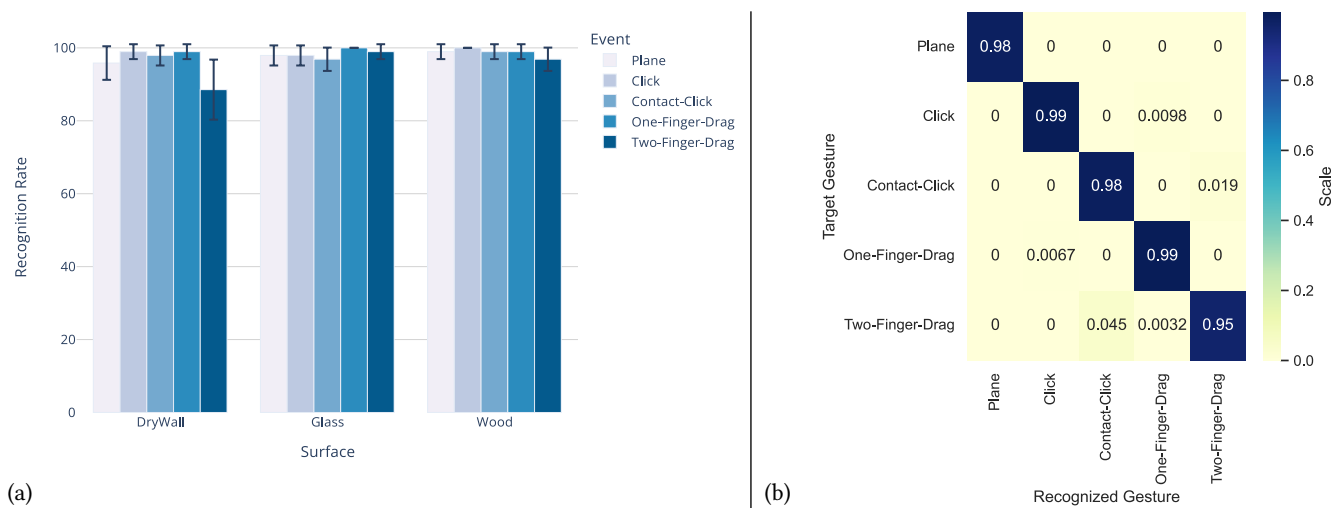 Event
Plane
Click
Contact-Click
One-Finger-Drag
Two-Finger-Drag
Recognition Rate
100
80
60
40
20
0
DryWall Glass Wood
Surface
(a)
Target Gesture
Plane 0.98 0 0 0 0
Click 0 0.99 0 0.0098 0
Contact-Click 0 0 0.98 0 0.019
One-Finger-Drag 0 0.0067 0 0.99 0
Two-Finger-Drag 0 0 0.045 0.0032 0.95
Plane Click Contact-Click One-Finger-Drag Two-Finger-Drag
Recognized Gesture
0.8
0.6
0.4
0.2
0.0
Scale
(b)